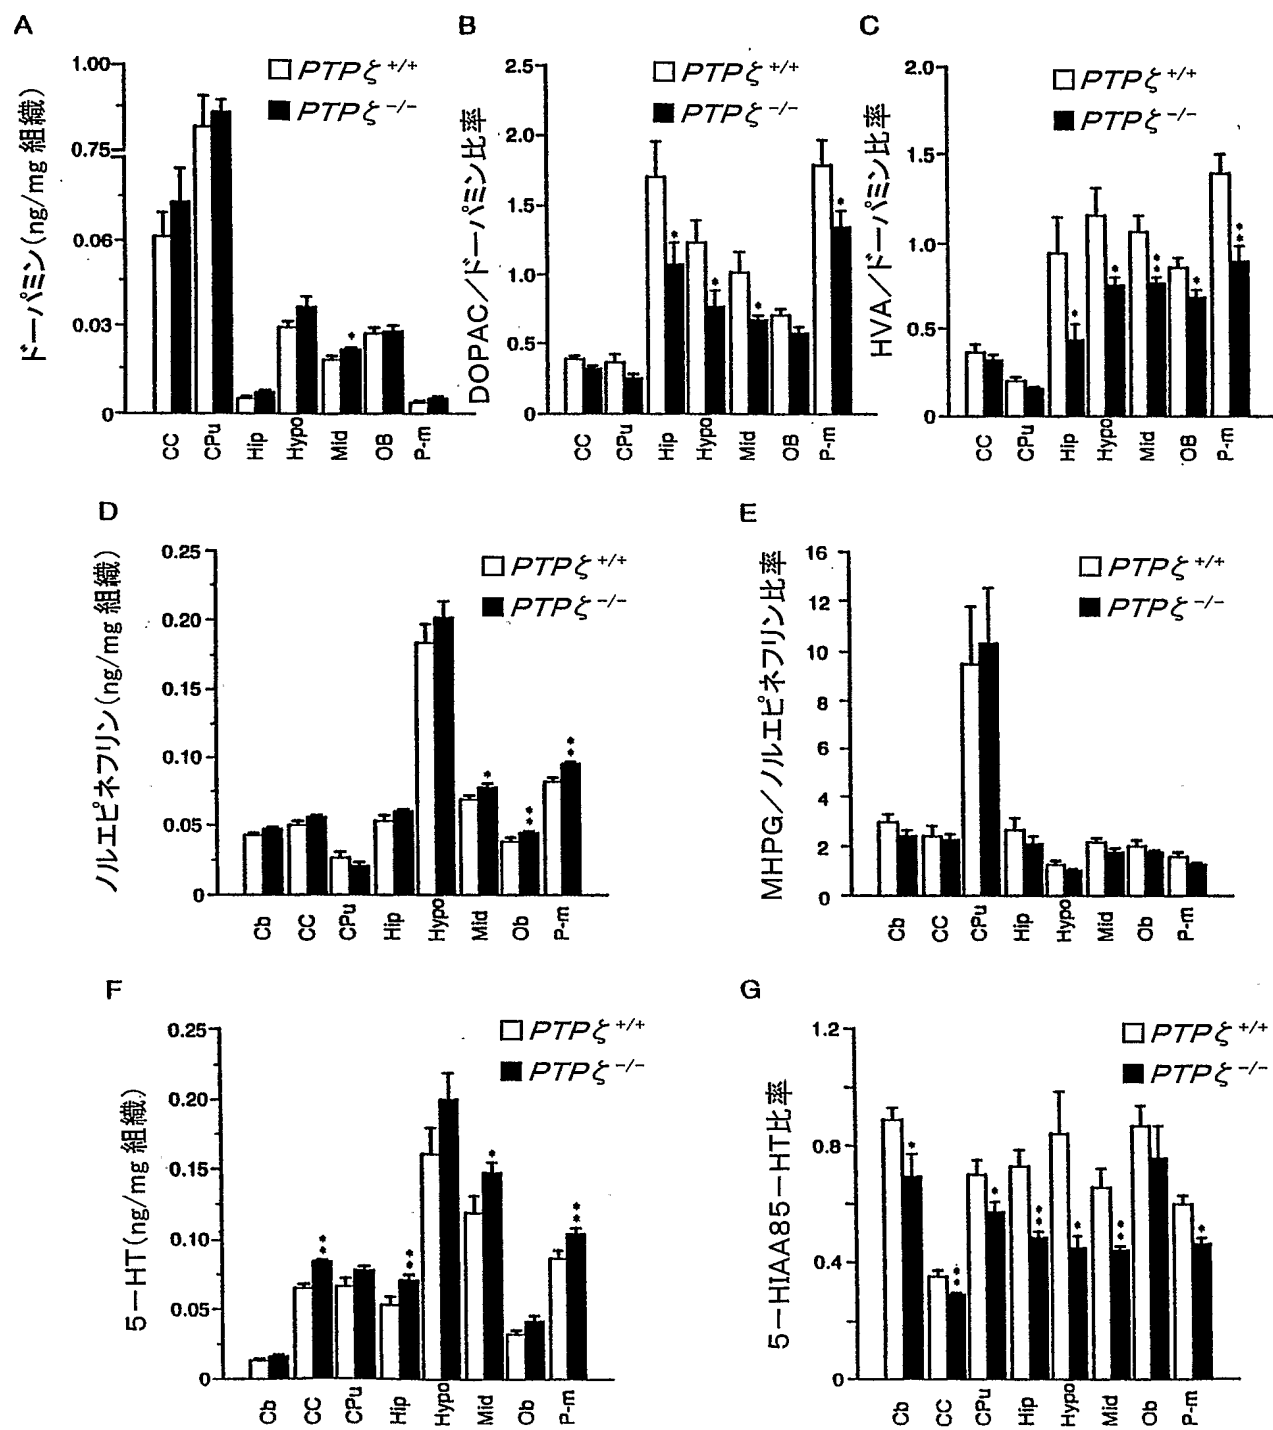 A
ドーパミン(ng/mg 組織)
1.00
0.75
0.06
0.03
0
PTPζ+/+
PTPζ−/−
*
CC CPu Hip Hypo Mid OB P-m
B
DOPAC/ドーパミン比率
2.5
2.0
1.5
1.0
0.5
0
PTPζ+/+
PTPζ−/−
* * * *
CC CPu Hip Hypo Mid OB P-m
C
HVA/ドーパミン比率
2.0
1.5
1.0
0.5
0
PTPζ+/+
PTPζ−/−
* * ** * **
CC CPu Hip Hypo Mid OB P-m
D
ノルエピネフリン(ng/mg 組織)
0.25
0.20
0.15
0.10
0.05
0
PTPζ+/+
PTPζ−/−
* ** **
Cb CC CPu Hip Hypo Mid Ob P-m
E
MHPG/ノルエピネフリン比率
16
12
10
8
6
4
2
0
PTPζ+/+
PTPζ−/−
Cb CC CPu Hip Hypo Mid Ob P-m
F
5-HT(ng/mg 組織)
0.25
0.20
0.15
0.10
0.05
0
PTPζ+/+
PTPζ−/−
** ** * **
Cb CC CPu Hip Hypo Mid Ob P-m
G
5-HIAA85-HT比率
1.2
0.8
0.4
0
PTPζ+/+
PTPζ−/−
* ** * ** * ** *
Cb CC CPu Hip Hypo Mid Ob P-m